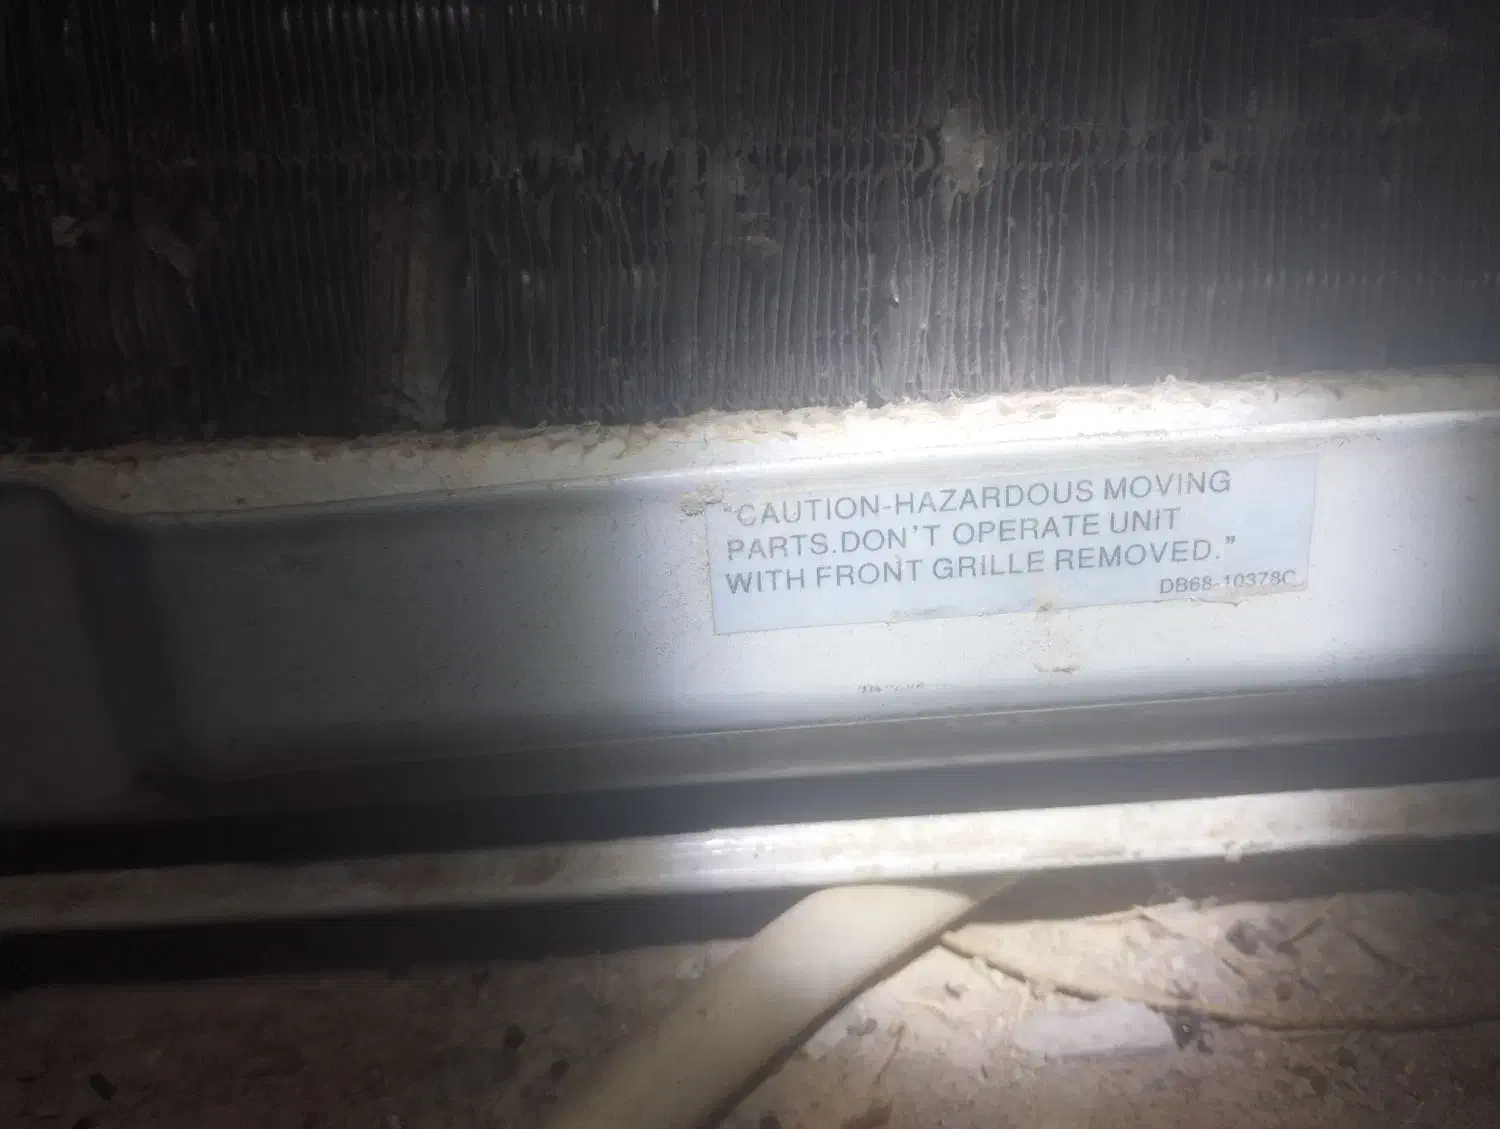 "CAUTION-HAZARDOUS MOVING
PARTS.DON'T OPERATE UNIT
WITH FRONT GRILLE REMOVED."
DB68-10378C